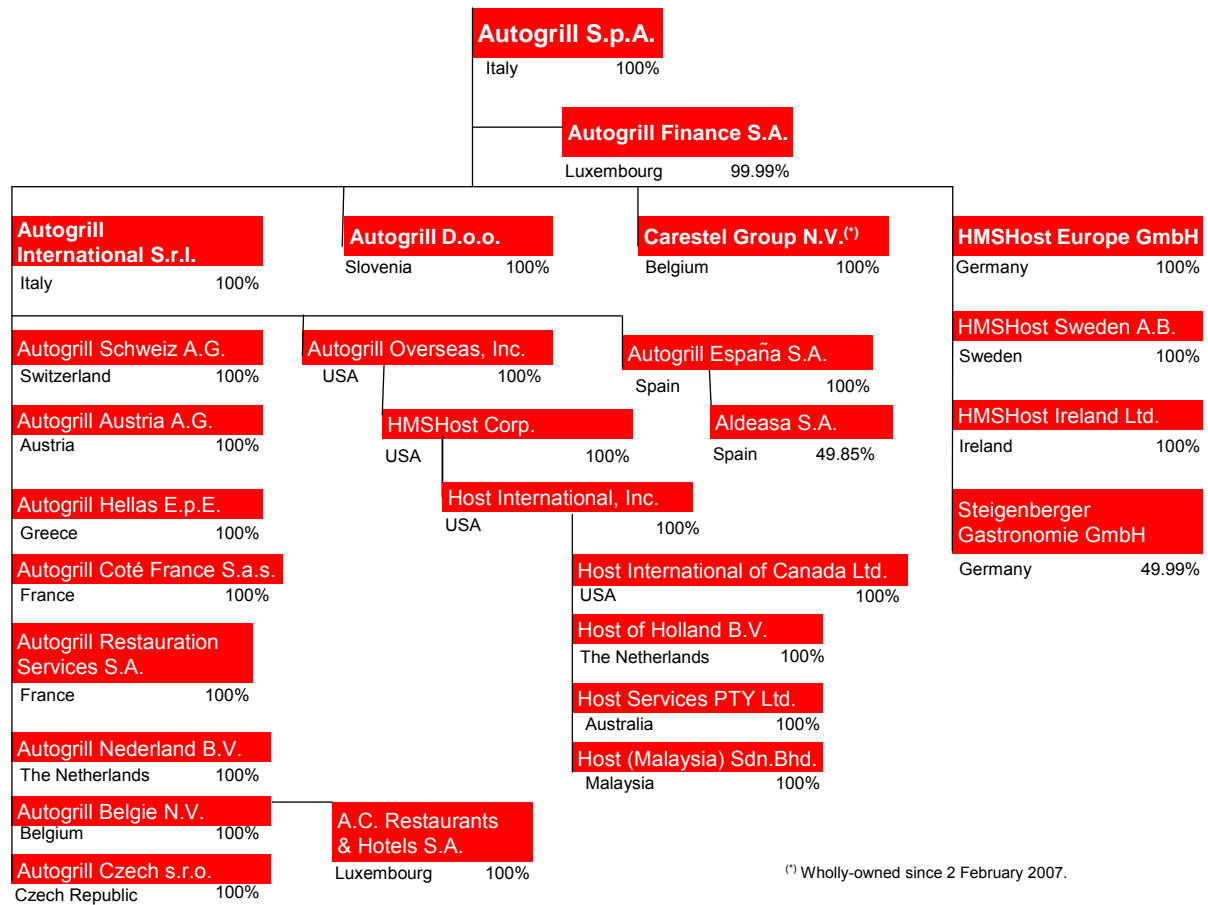 Autogrill S.p.A.
Italy 100%
Autogrill Finance S.A.
Luxembourg 99.99%
Autogrill
International S.r.l.
Italy 100%
Autogrill D.o.o.
Slovenia 100%
Carestel Group N.V.(*)
Belgium 100%
HMSHost Europe GmbH
Germany 100%
Autogrill Schweiz A.G.
Switzerland 100%
Autogrill Overseas, Inc.
USA 100%
Autogrill España S.A.
Spain 100%
HMSHost Sweden A.B.
Sweden 100%
Autogrill Austria A.G.
Austria 100%
HMSHost Corp.
USA 100%
Aldeasa S.A.
Spain 49.85%
HMSHost Ireland Ltd.
Ireland 100%
Autogrill Hellas E.p.E.
Greece 100%
Host International, Inc.
USA 100%
Steigenberger
Gastronomie GmbH
Germany 49.99%
Autogrill Coté France S.a.s.
France 100%
Host International of Canada Ltd.
USA 100%
Autogrill Restauration
Services S.A.
France 100%
Host of Holland B.V.
The Netherlands 100%
Host Services PTY Ltd.
Australia 100%
Autogrill Nederland B.V.
The Netherlands 100%
Host (Malaysia) Sdn.Bhd.
Malaysia 100%
Autogrill Belgie N.V.
Belgium 100%
A.C. Restaurants
& Hotels S.A.
Luxembourg 100%
Autogrill Czech s.r.o.
Czech Republic 100%
(*) Wholly-owned since 2 February 2007.